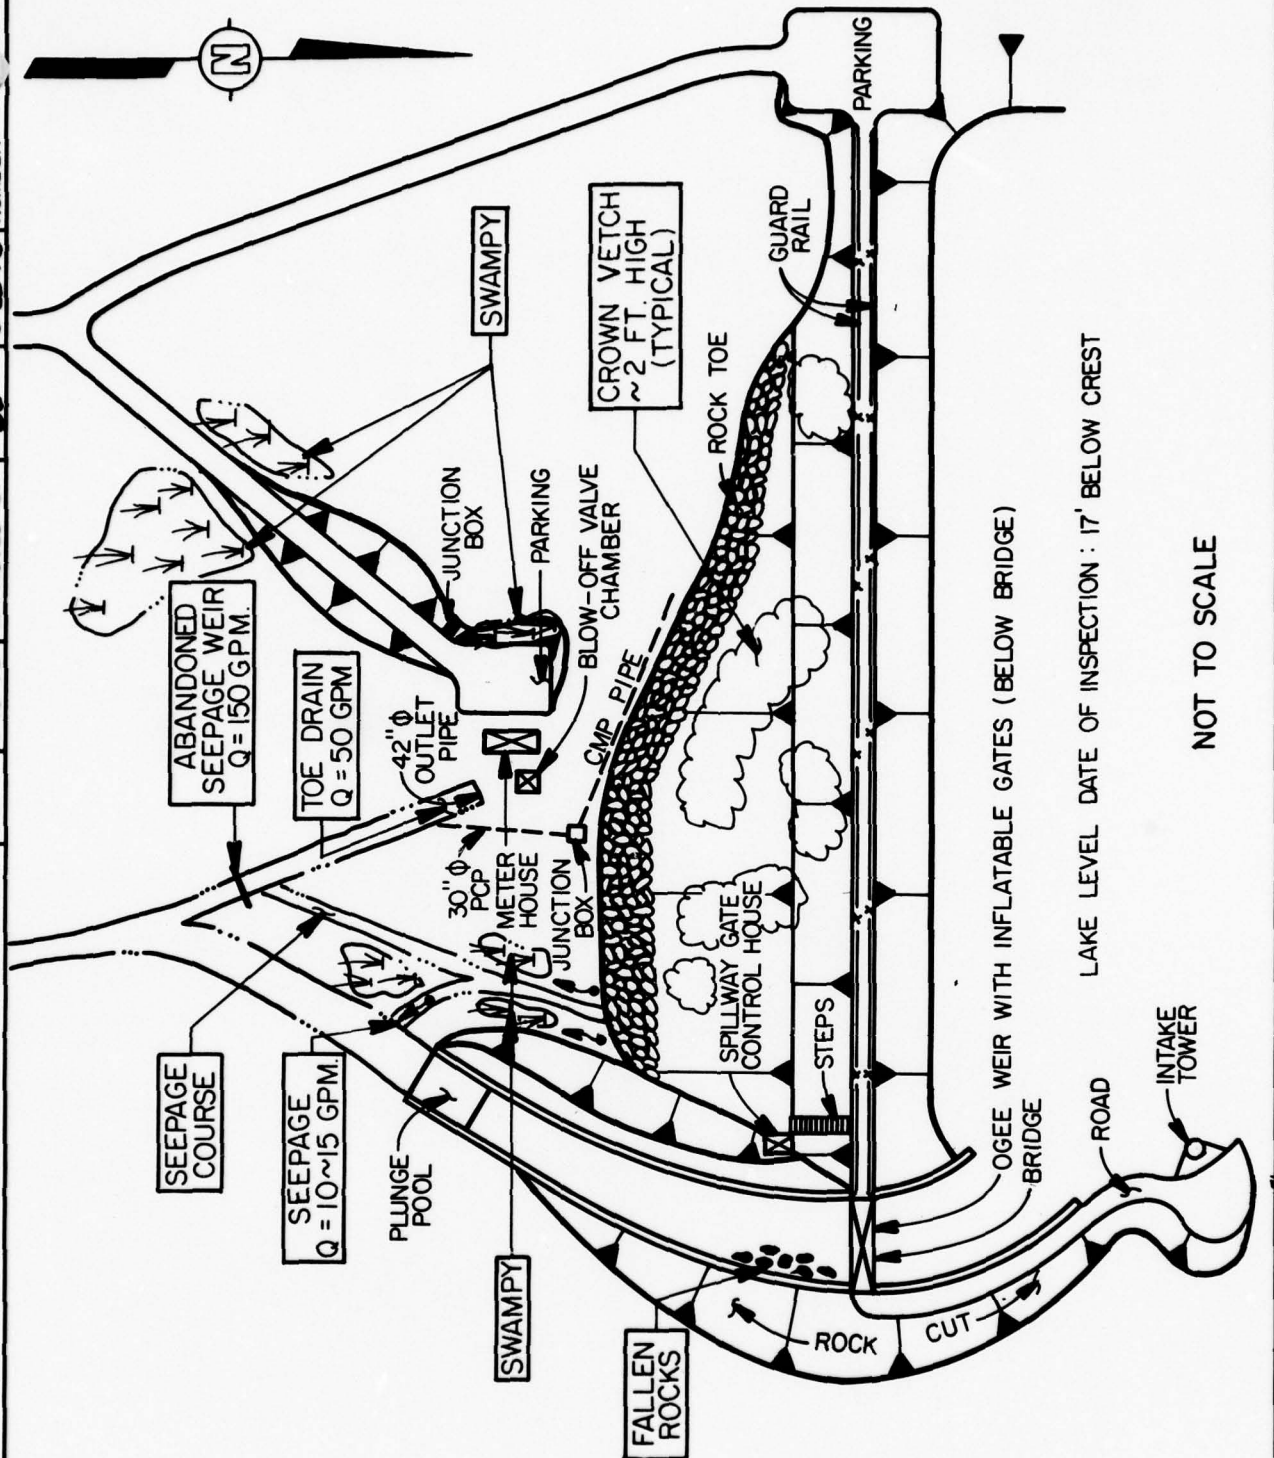 N
PARKING
SWAMPY
CROWN VETCH
~2 FT. HIGH
(TYPICAL)
GUARD
RAIL
ROCK TOE
JUNCTION
BOX
PARKING
BLOW-OFF VALVE
CHAMBER
CMP PIPE
ABANDONED
SEEPAGE WEIR
Q = 150 GPM.
TOE DRAIN
Q = 50 GPM
42"Φ
OUTLET
PIPE
30"Φ
PCP
METER
HOUSE
JUNCTION
BOX
SPILLWAY GATE
CONTROL HOUSE
STEPS
SEEPAGE
COURSE
SEEPAGE
Q = 10~15 GPM.
PLUNGE
POOL
SWAMPY
FALLEN
ROCKS
ROCK
CUT
OGEE WEIR WITH INFLATABLE GATES (BELOW BRIDGE)
BRIDGE
ROAD
INTAKE
TOWER
LAKE LEVEL DATE OF INSPECTION: 17' BELOW CREST
NOT TO SCALE